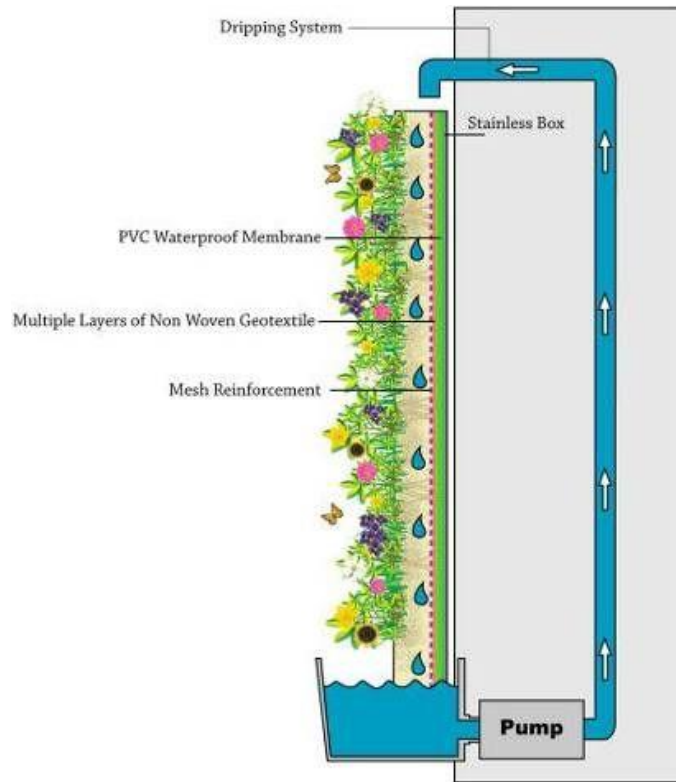 Dripping System
Stainless Box
PVC Waterproof Membrane
Multiple Layers of Non Woven Geotextile
Mesh Reinforcement
Pump